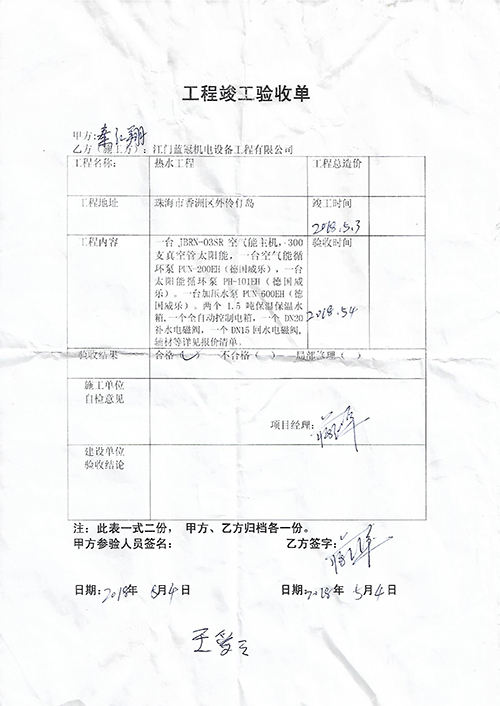 工程竣工验收单
甲方:
乙方（施工方）: 江门蓝冠机电设备工程有限公司
工程名称: 热水工程 工程总造价
工程地址 珠海市香洲区外伶仃岛 竣工时间
2018.5.3
工程内容 验收时间
一台 JBRN-03SR 空气能主机, 300
支真空管太阳能, 一台空气能循
环泵 PUN-200EH（德国威乐）, 一台
太阳能循环泵 PH-101EH（德国威
乐）。一台加压水泵 PUN-600EH（德
国威乐）。两个 1.5 吨保温保温水
箱.一个全自动控制电箱. 一个 DN20
补水电磁阀, 一个 DN15 回水电磁阀,
辅材等详见报价清单.
2018.5.4
验收结果 合格（✓） 不合格（ ） 局部修理（ ）
施工单位
自检意见
项目经理:
建设单位
验收结论
注: 此表一式二份, 甲方、乙方归档各一份。
甲方参验人员签名: 乙方签字:
日期: 2018年 5月4日 日期: 2018年 5月4日